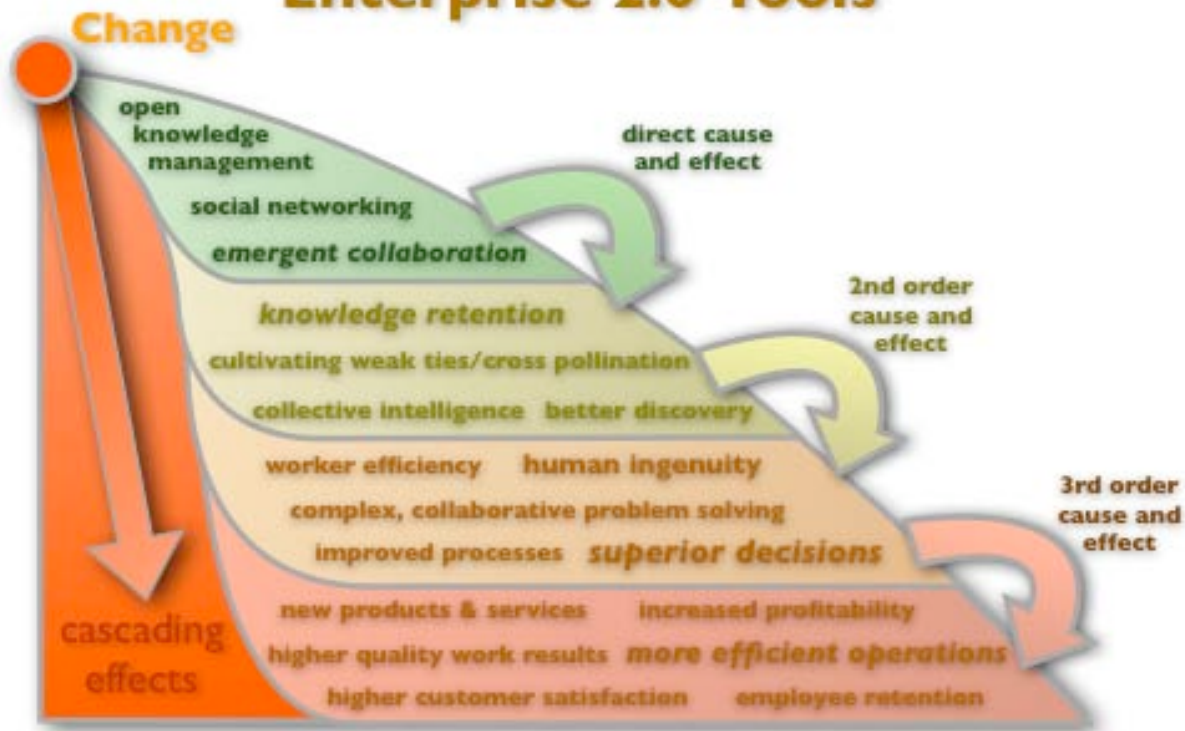 Enterprise 2.0 Tools
Change
open
knowledge
management
social networking
emergent collaboration
direct cause
and effect
knowledge retention
cultivating weak ties/cross pollination
collective intelligence better discovery
2nd order
cause and
effect
worker efficiency human ingenuity
complex, collaborative problem solving
improved processes superior decisions
3rd order
cause and
effect
new products & services increased profitability
higher quality work results more efficient operations
higher customer satisfaction employee retention
cascading
effects